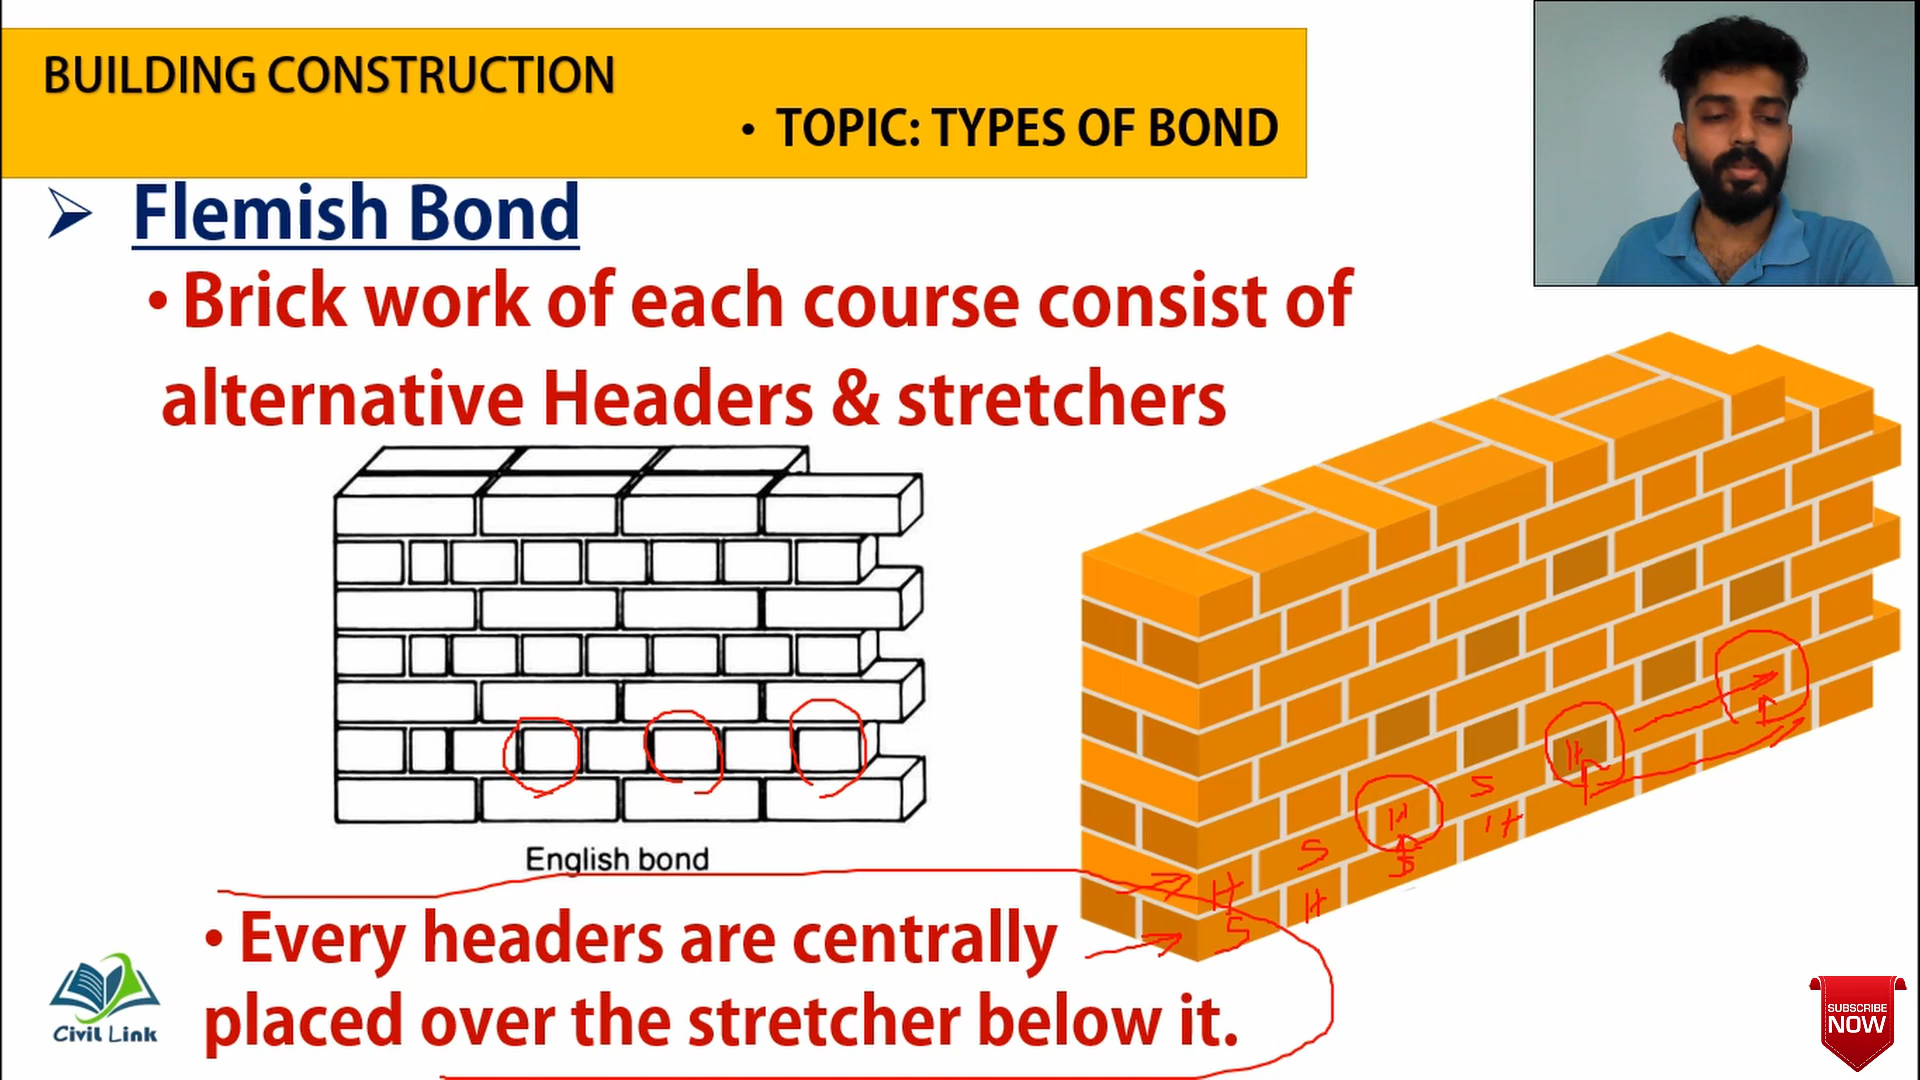 BUILDING CONSTRUCTION
• TOPIC: TYPES OF BOND
➢ Flemish Bond
• Brick work of each course consist of
alternative Headers & stretchers
English bond
• Every headers are centrally
placed over the stretcher below it.
H
S
H
S
H
S
S
H
H
Civil Link
SUBSCRIBE
NOW